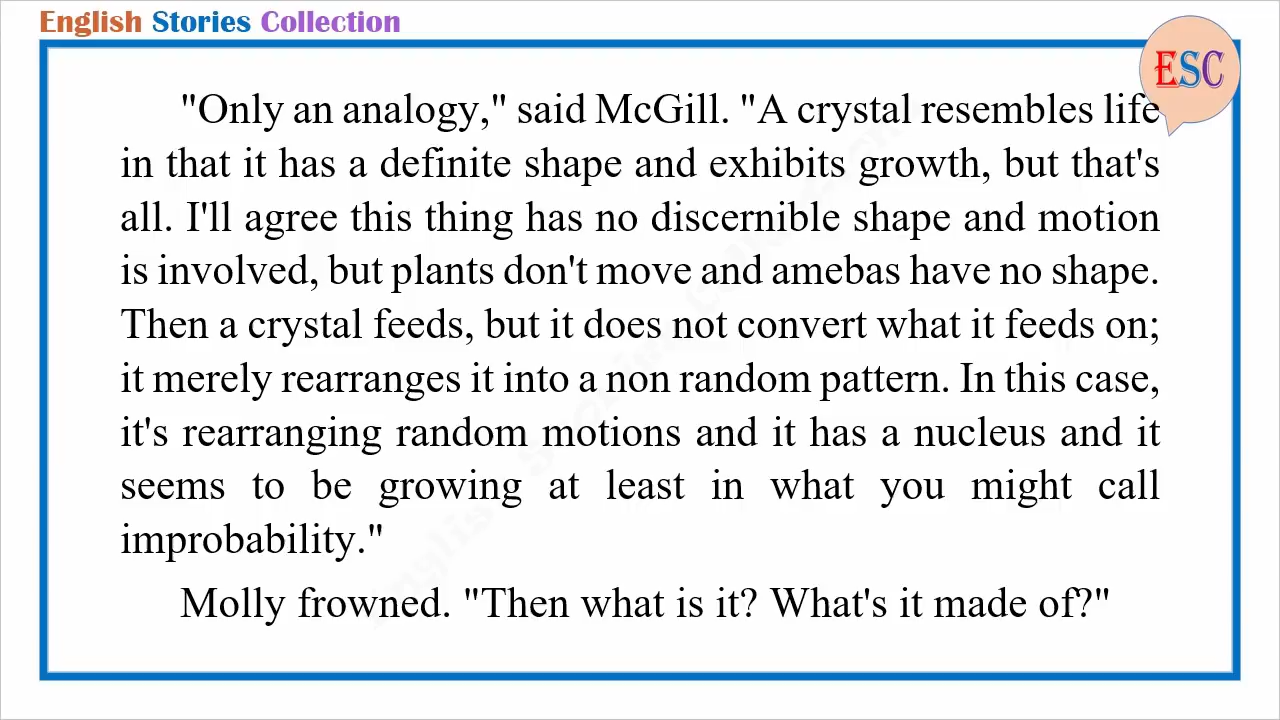 English Stories Collection
ESC
"Only an analogy," said McGill. "A crystal resembles life
in that it has a definite shape and exhibits growth, but that's
all. I'll agree this thing has no discernible shape and motion
is involved, but plants don't move and amebas have no shape.
Then a crystal feeds, but it does not convert what it feeds on;
it merely rearranges it into a non random pattern. In this case,
it's rearranging random motions and it has a nucleus and it
seems to be growing at least in what you might call
improbability."
Molly frowned. "Then what is it? What's it made of?"